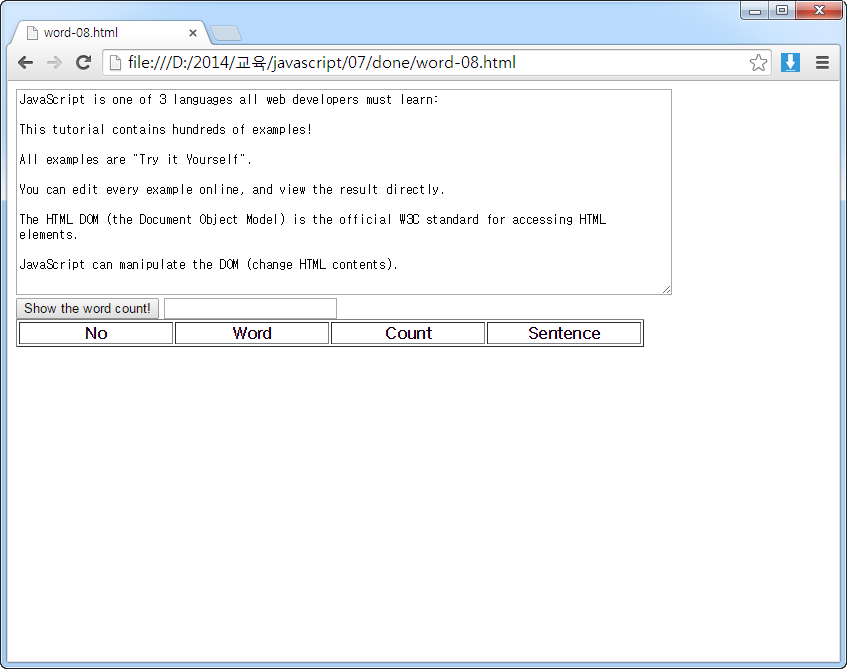 word-08.html
file:///D:/2014/교육/javascript/07/done/word-08.html
JavaScript is one of 3 languages all web developers must learn:
This tutorial contains hundreds of examples!
All examples are "Try it Yourself".
You can edit every example online, and view the result directly.
The HTML DOM (the Document Object Model) is the official W3C standard for accessing HTML
elements.
JavaScript can manipulate the DOM (change HTML contents).
Show the word count!
No Word Count Sentence